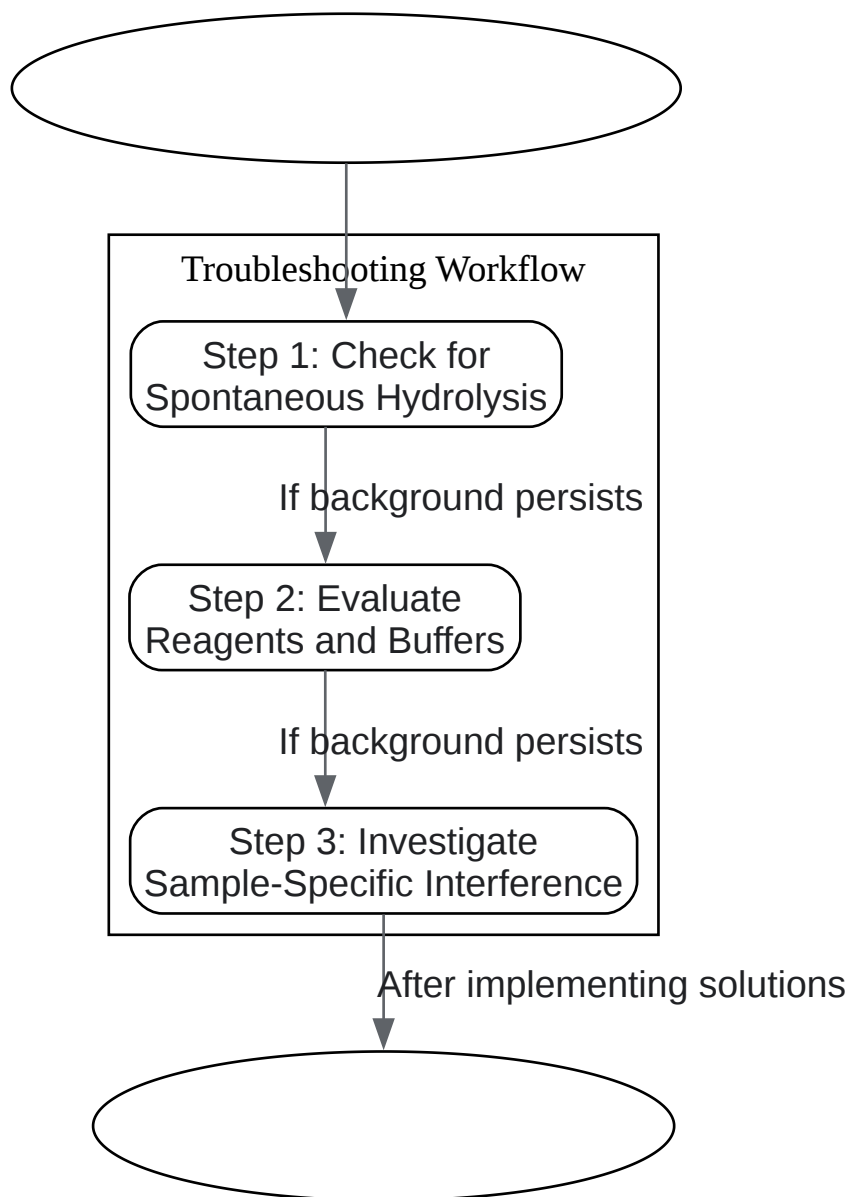 Troubleshooting Workflow
Step 1: Check for
Spontaneous Hydrolysis
If background persists
Step 2: Evaluate
Reagents and Buffers
If background persists
Step 3: Investigate
Sample-Specific Interference
After implementing solutions